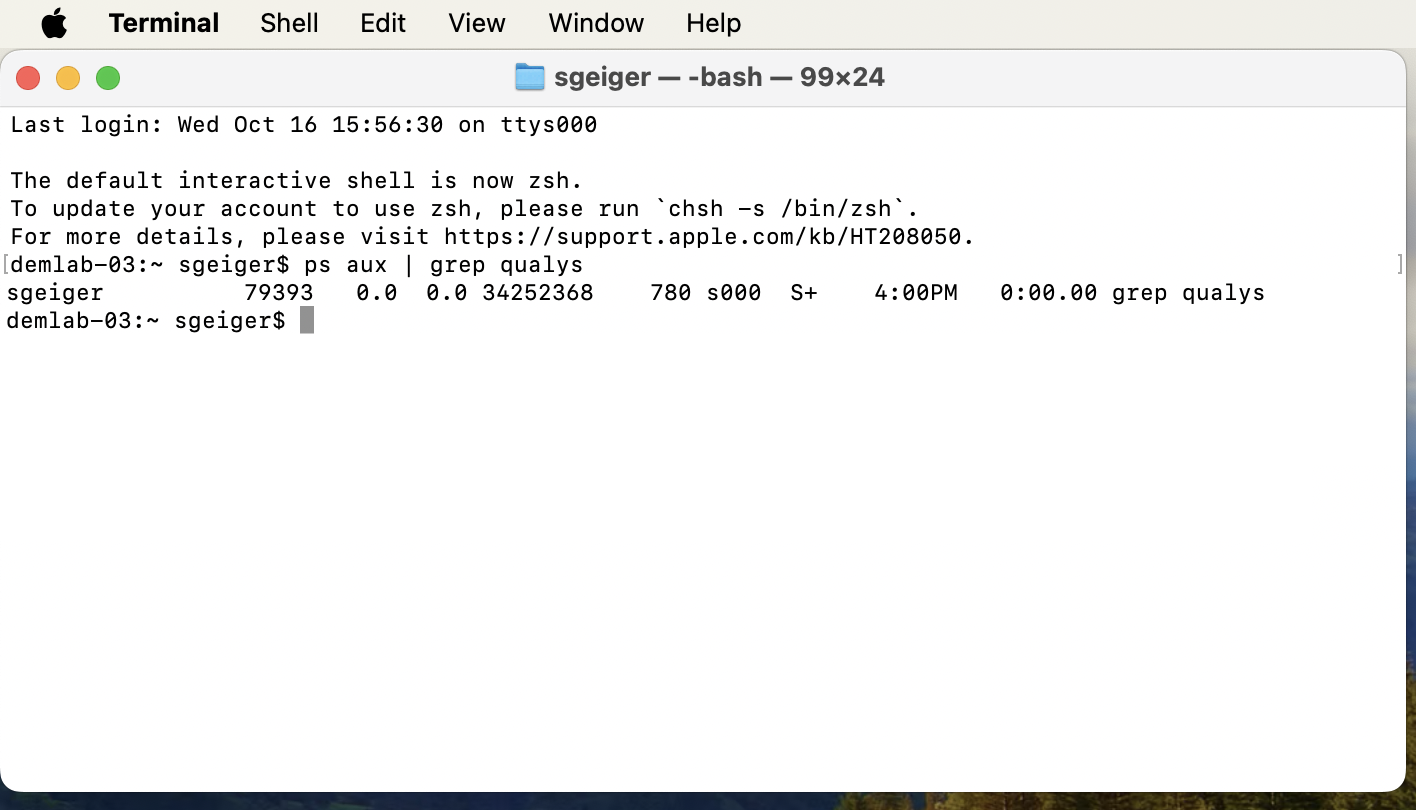 Terminal Shell Edit View Window Help
sgeiger — -bash — 99×24
Last login: Wed Oct 16 15:56:30 on ttys000
The default interactive shell is now zsh.
To update your account to use zsh, please run `chsh -s /bin/zsh`.
For more details, please visit https://support.apple.com/kb/HT208050.
[demlab-03:~ sgeiger$ ps aux | grep qualys ]
sgeiger          79393   0.0  0.0 34252368    780 s000  S+    4:00PM   0:00.00 grep qualys
demlab-03:~ sgeiger$